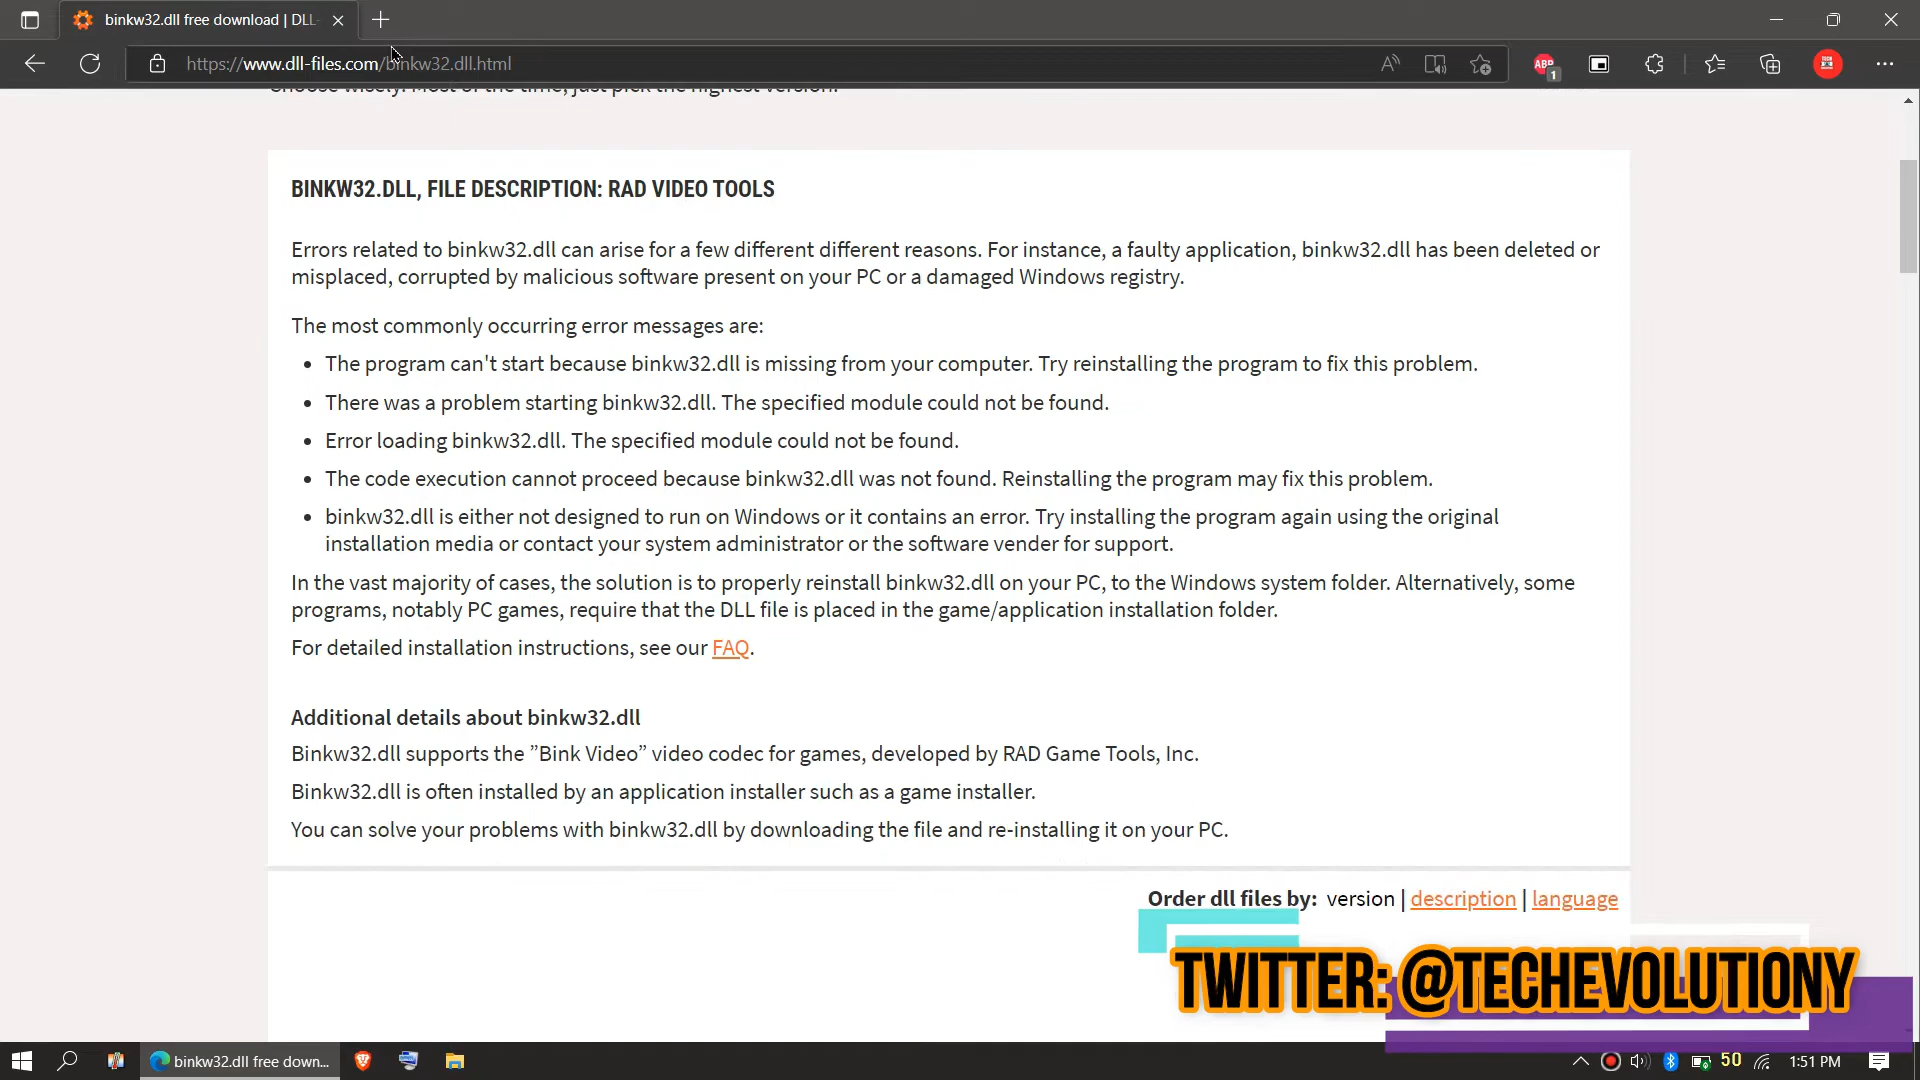 binkw32.dll free download | DLL
https://www.dll-files.com/binkw32.dll.html
ABP
1
Choose wisely. Most of the time, just pick the highest version.
BINKW32.DLL, FILE DESCRIPTION: RAD VIDEO TOOLS
Errors related to binkw32.dll can arise for a few different different reasons. For instance, a faulty application, binkw32.dll has been deleted or
misplaced, corrupted by malicious software present on your PC or a damaged Windows registry.
The most commonly occurring error messages are:
• The program can't start because binkw32.dll is missing from your computer. Try reinstalling the program to fix this problem.
• There was a problem starting binkw32.dll. The specified module could not be found.
• Error loading binkw32.dll. The specified module could not be found.
• The code execution cannot proceed because binkw32.dll was not found. Reinstalling the program may fix this problem.
• binkw32.dll is either not designed to run on Windows or it contains an error. Try installing the program again using the original
installation media or contact your system administrator or the software vender for support.
In the vast majority of cases, the solution is to properly reinstall binkw32.dll on your PC, to the Windows system folder. Alternatively, some
programs, notably PC games, require that the DLL file is placed in the game/application installation folder.
For detailed installation instructions, see our FAQ.
Additional details about binkw32.dll
Binkw32.dll supports the ”Bink Video” video codec for games, developed by RAD Game Tools, Inc.
Binkw32.dll is often installed by an application installer such as a game installer.
You can solve your problems with binkw32.dll by downloading the file and re-installing it on your PC.
Order dll files by: version | description | language
TWITTER: @TECHEVOLUTIONY
binkw32.dll free down...
50
1:51 PM